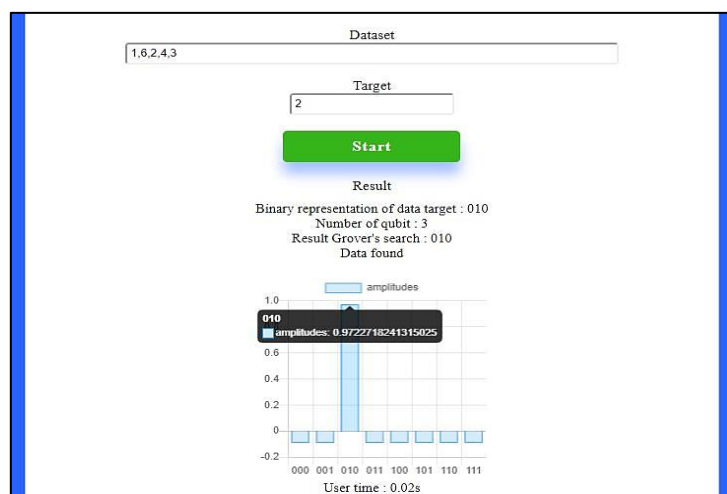 Dataset
1,6,2,4,3
Target
2
Start
Result
Binary representation of data target : 010
Number of qubit : 3
Result Grover's search : 010
Data found
amplitudes
1.0
010
amplitudes: 0.9722718241315025
0.6
0.4
0.2
0
-0.2
000 001 010 011 100 101 110 111
User time : 0.02s